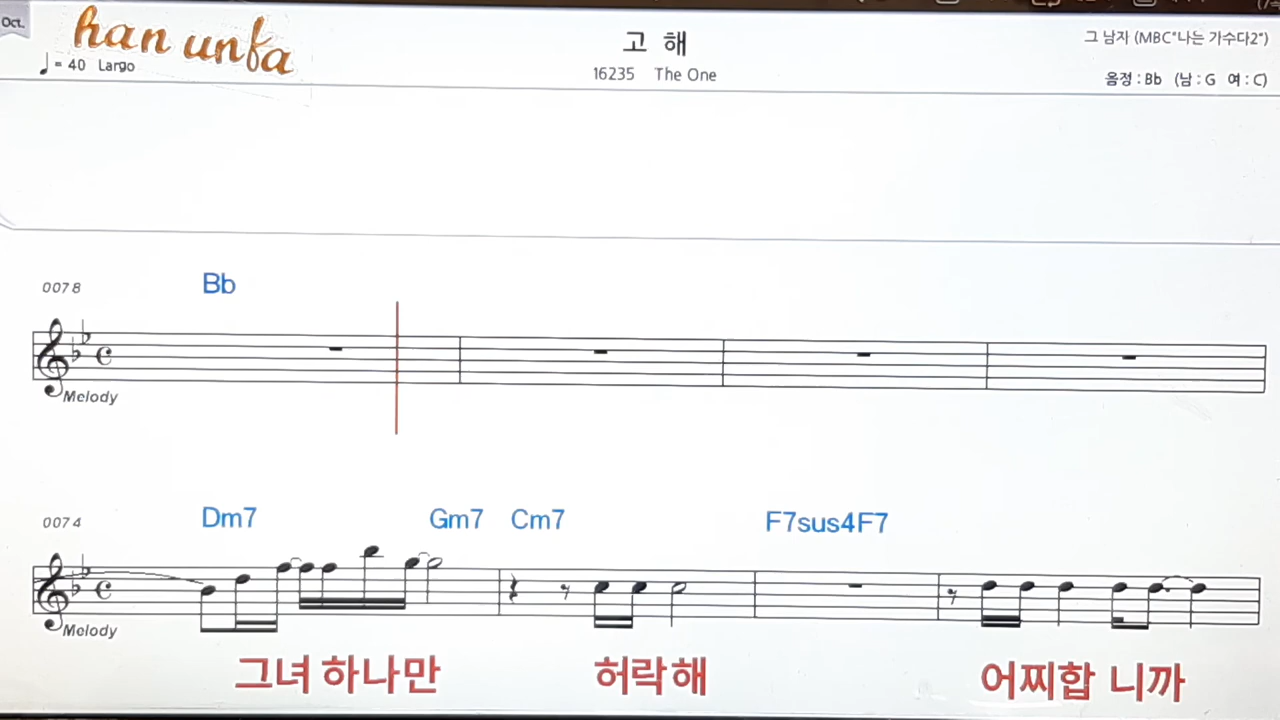 Oct.
han unfa
고 해
그 남자 (MBC"나는 가수다2")
♩ = 40 Largo
16235 The One
음정 : Bb (남 : G 여 : C)
0078
Bb
Melody
0074
Dm7 Gm7 Cm7 F7sus4F7
Melody
그녀 하나만 허락해 어찌합 니까